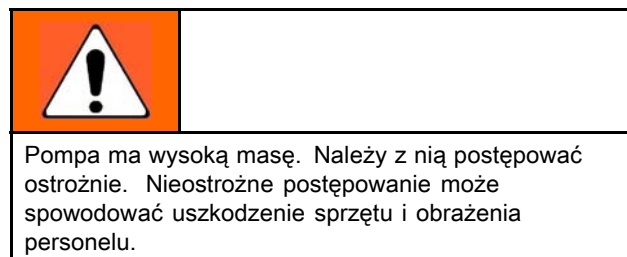 Pompa ma wysoką masę. Należy z nią postępować
ostrożnie. Nieostrożne postępowanie może
spowodować uszkodzenie sprzętu i obrażenia
personelu.